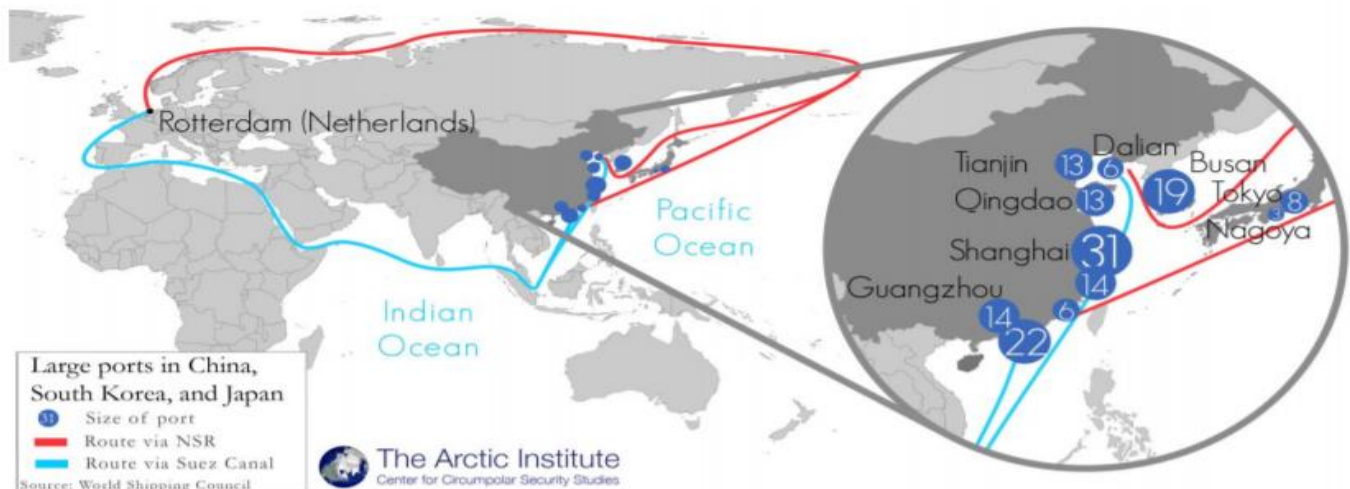 Rotterdam (Netherlands)
Pacific
Ocean
Indian
Ocean
Dalian
Tianjin
13
6
Busan
Qingdao
13
19
Tokyo
3
8
Nagoya
Shanghai
31
14
Guangzhou
6
14
22
Large ports in China,
South Korea, and Japan
31 Size of port
Route via NSR
Route via Suez Canal
Source: World Shipping Council
The Arctic Institute
Center for Circumpolar Security Studies